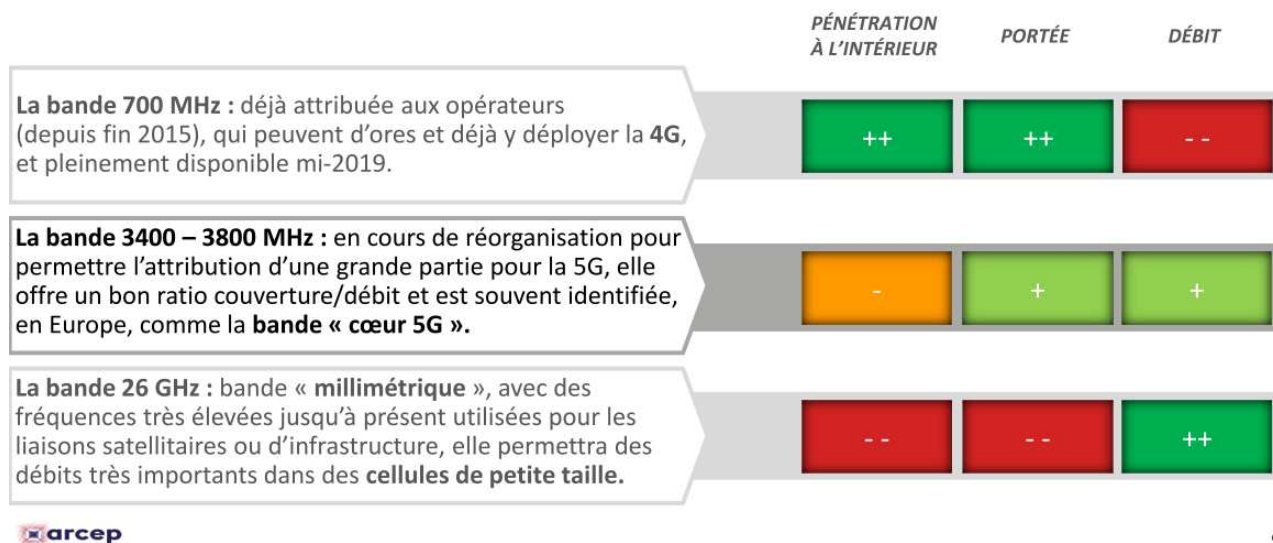 PÉNÉTRATION
À L'INTÉRIEUR
PORTÉE
DÉBIT
La bande 700 MHz : déjà attribuée aux opérateurs
(depuis fin 2015), qui peuvent d'ores et déjà y déployer la 4G,
et pleinement disponible mi-2019.
++
++
- -
La bande 3400 – 3800 MHz : en cours de réorganisation pour
permettre l'attribution d'une grande partie pour la 5G, elle
offre un bon ratio couverture/débit et est souvent identifiée,
en Europe, comme la bande « cœur 5G ».
-
+
+
La bande 26 GHz : bande « millimétrique », avec des
fréquences très élevées jusqu'à présent utilisées pour les
liaisons satellitaires ou d'infrastructure, elle permettra des
débits très importants dans des cellules de petite taille.
- -
- -
++
arcep